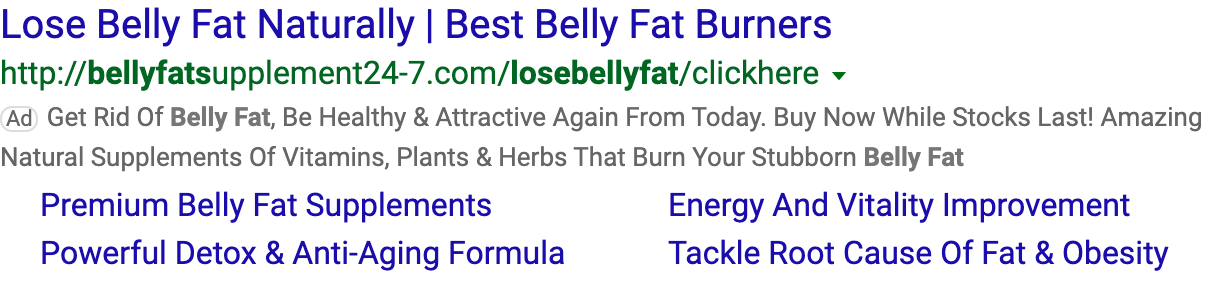 Lose Belly Fat Naturally | Best Belly Fat Burners
http://bellyfatsupplement24-7.com/losebellyfat/clickhere
Ad Get Rid Of Belly Fat, Be Healthy & Attractive Again From Today. Buy Now While Stocks Last! Amazing
Natural Supplements Of Vitamins, Plants & Herbs That Burn Your Stubborn Belly Fat
Premium Belly Fat Supplements Energy And Vitality Improvement
Powerful Detox & Anti-Aging Formula Tackle Root Cause Of Fat & Obesity